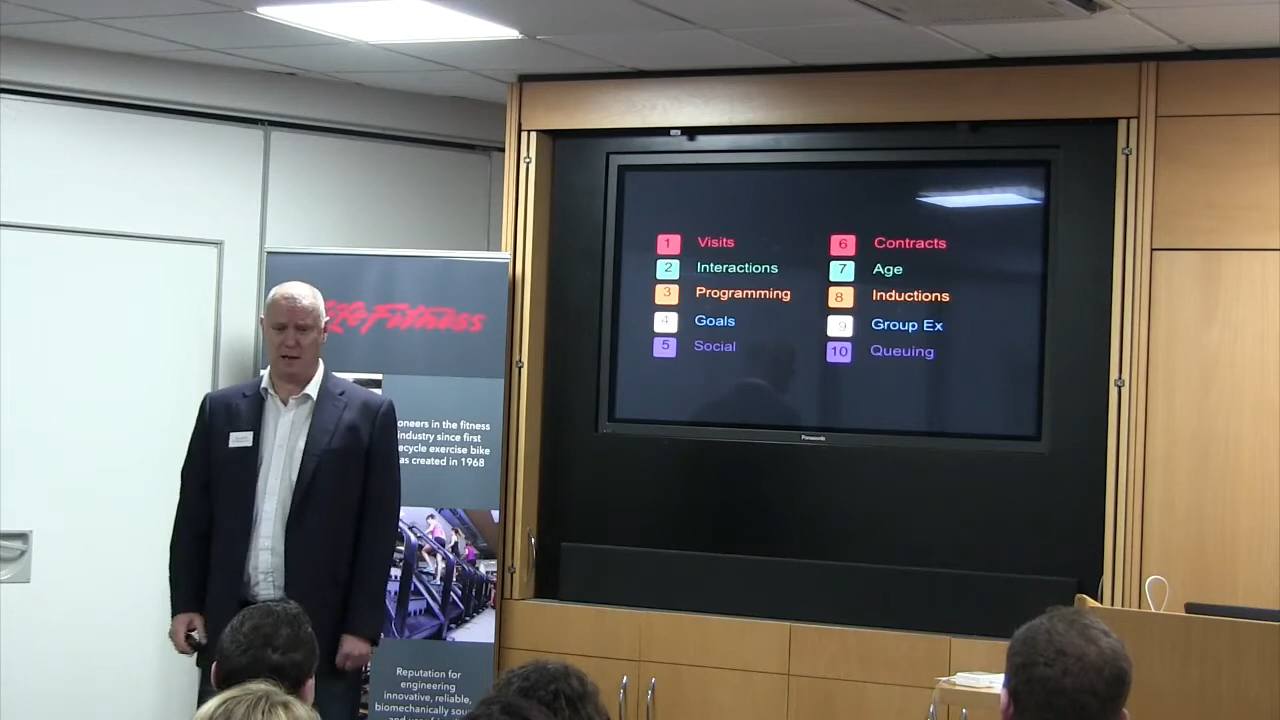 Life Fitness
oneers in the fitness
industry since first
ecycle exercise bike
as created in 1968
Reputation for
engineering
innovative, reliable,
biomechanically sou
1 Visits
2 Interactions
3 Programming
4 Goals
5 Social
6 Contracts
7 Age
8 Inductions
9 Group Ex
10 Queuing
Panasonic